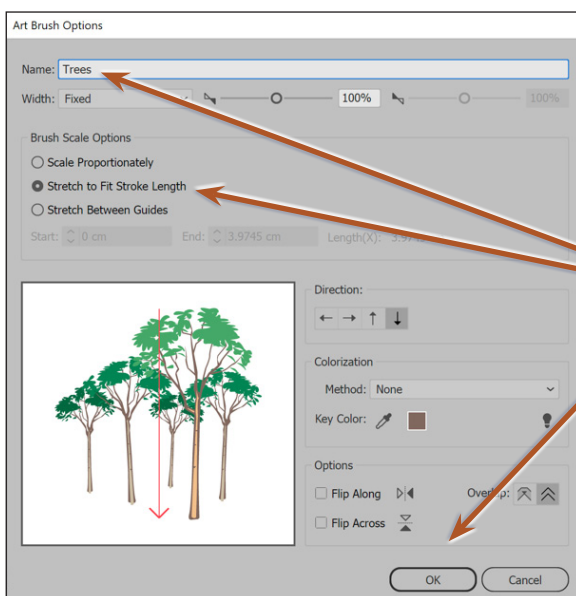 Art Brush Options
Name: Trees
Width: Fixed 100% 100%
Brush Scale Options
Scale Proportionately
Stretch to Fit Stroke Length
Stretch Between Guides
Start: 0 cm End: 3.9745 cm Length(X):
Direction:
Colorization
Method: None
Key Color:
Options
Flip Along Overlap:
Flip Across
OK Cancel